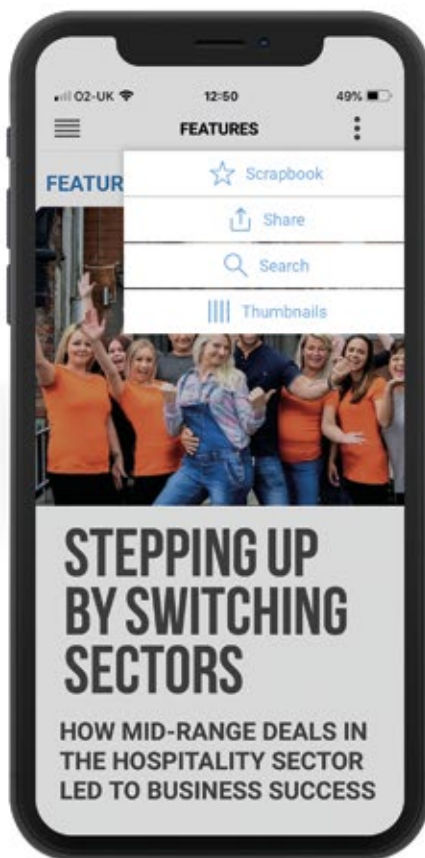 O2-UK 12:50 49%
FEATURES
FEATUR
Scrapbook
Share
Search
Thumbnails
STEPPING UP
BY SWITCHING
SECTORS
HOW MID-RANGE DEALS IN
THE HOSPITALITY SECTOR
LED TO BUSINESS SUCCESS